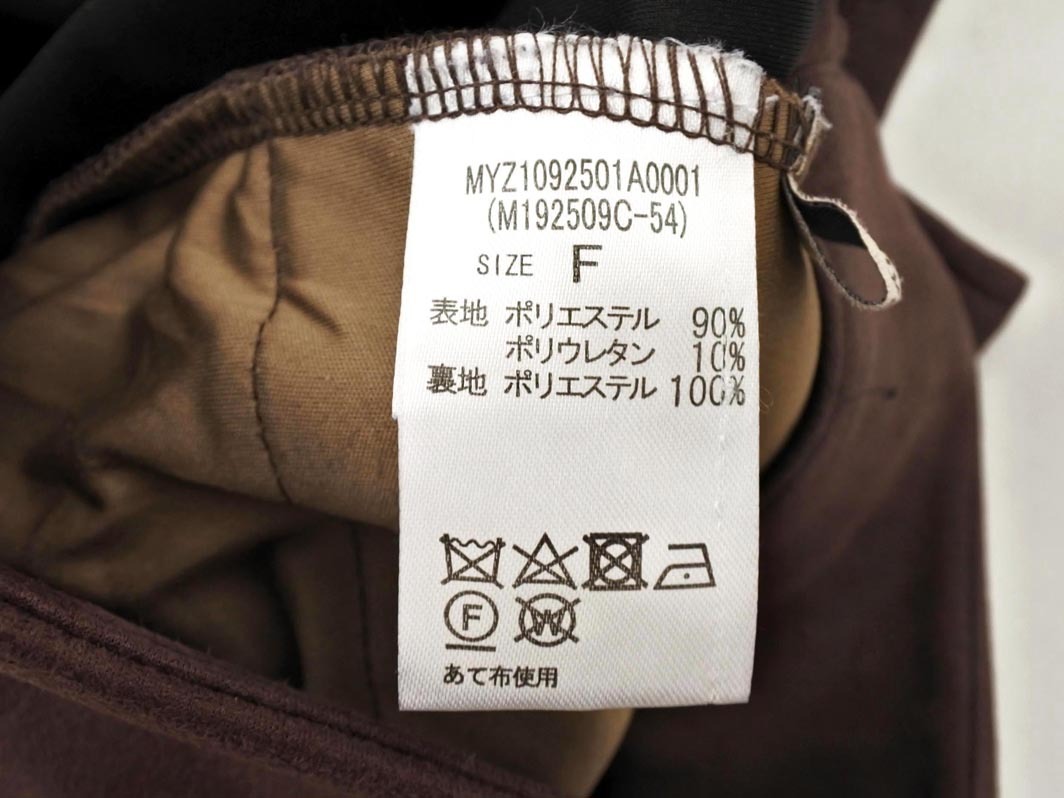 MYZ1092501A0001
(M192509C-54)
SIZE F
表地 ポリエステル 90%
ポリウレタン 10%
裏地 ポリエステル 100%
F
W
あて布使用